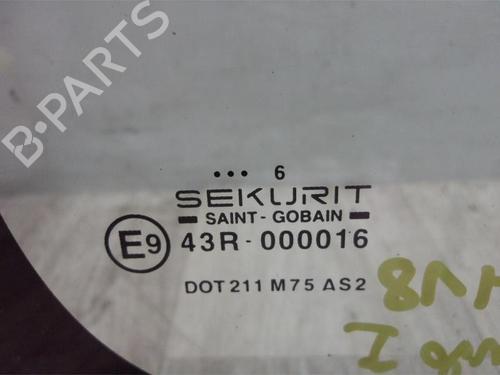 B-PARTS
... 6
SEKURIT
SAINT-GOBAIN
E9 43R-000016
DOT 211 M75 AS2